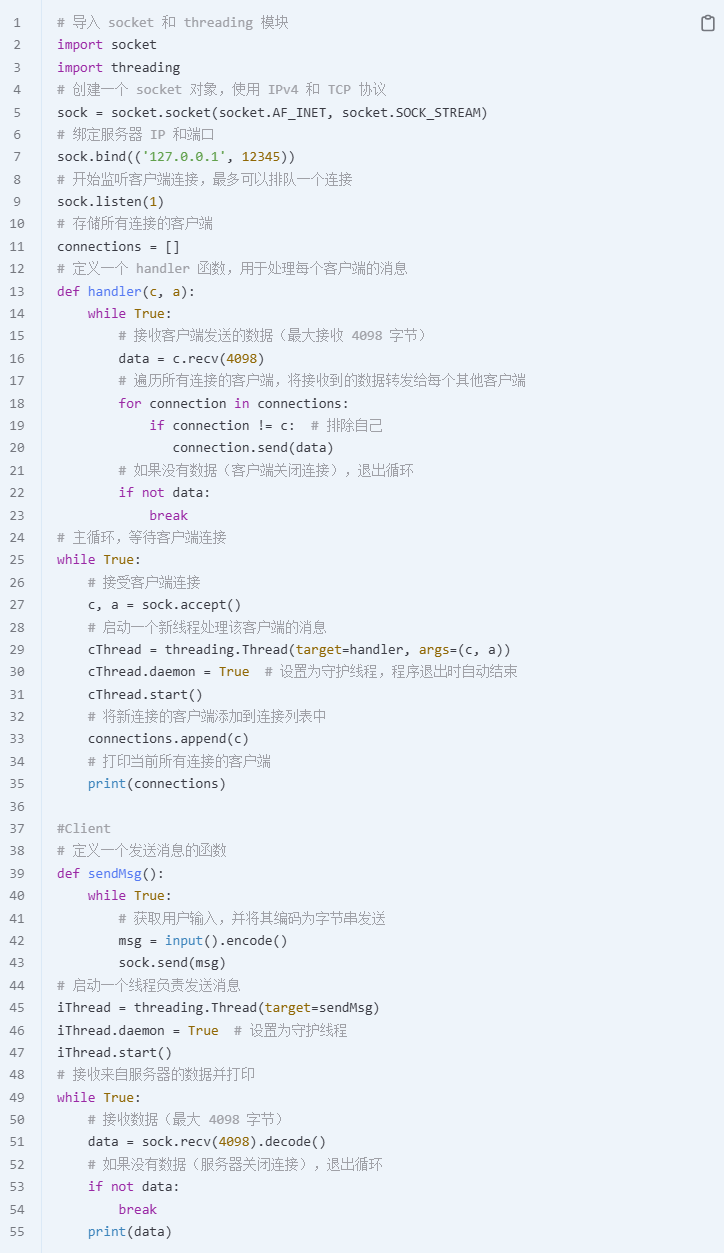 1 # 导入 socket 和 threading 模块
2 import socket
3 import threading
4 # 创建一个 socket 对象，使用 IPv4 和 TCP 协议
5 sock = socket.socket(socket.AF_INET, socket.SOCK_STREAM)
6 # 绑定服务器 IP 和端口
7 sock.bind(('127.0.0.1', 12345))
8 # 开始监听客户端连接，最多可以排队一个连接
9 sock.listen(1)
10 # 存储所有连接的客户端
11 connections = []
12 # 定义一个 handler 函数，用于处理每个客户端的消息
13 def handler(c, a):
14     while True:
15         # 接收客户端发送的数据（最大接收 4098 字节）
16         data = c.recv(4098)
17         # 遍历所有连接的客户端，将接收到的数据转发给每个其他客户端
18         for connection in connections:
19             if connection != c:  # 排除自己
20                connection.send(data)
21         # 如果没有数据（客户端关闭连接），退出循环
22         if not data:
23             break
24 # 主循环，等待客户端连接
25 while True:
26     # 接受客户端连接
27     c, a = sock.accept()
28     # 启动一个新线程处理该客户端的消息
29     cThread = threading.Thread(target=handler, args=(c, a))
30     cThread.daemon = True  # 设置为守护线程，程序退出时自动结束
31     cThread.start()
32     # 将新连接的客户端添加到连接列表中
33     connections.append(c)
34     # 打印当前所有连接的客户端
35     print(connections)
36
37 #Client
38 # 定义一个发送消息的函数
39 def sendMsg():
40     while True:
41         # 获取用户输入，并将其编码为字节串发送
42         msg = input().encode()
43         sock.send(msg)
44 # 启动一个线程负责发送消息
45 iThread = threading.Thread(target=sendMsg)
46 iThread.daemon = True  # 设置为守护线程
47 iThread.start()
48 # 接收来自服务器的数据并打印
49 while True:
50     # 接收数据（最大 4098 字节）
51     data = sock.recv(4098).decode()
52     # 如果没有数据（服务器关闭连接），退出循环
53     if not data:
54         break
55     print(data)